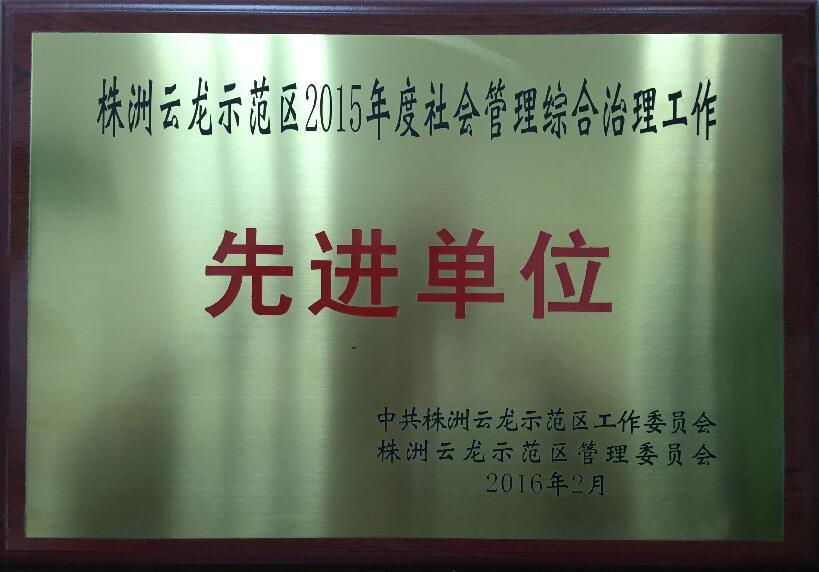 株洲云龙示范区2015年度社会管理综合治理工作
先进单位
中共株洲云龙示范区工作委员会
株洲云龙示范区管理委员会
2016年2月